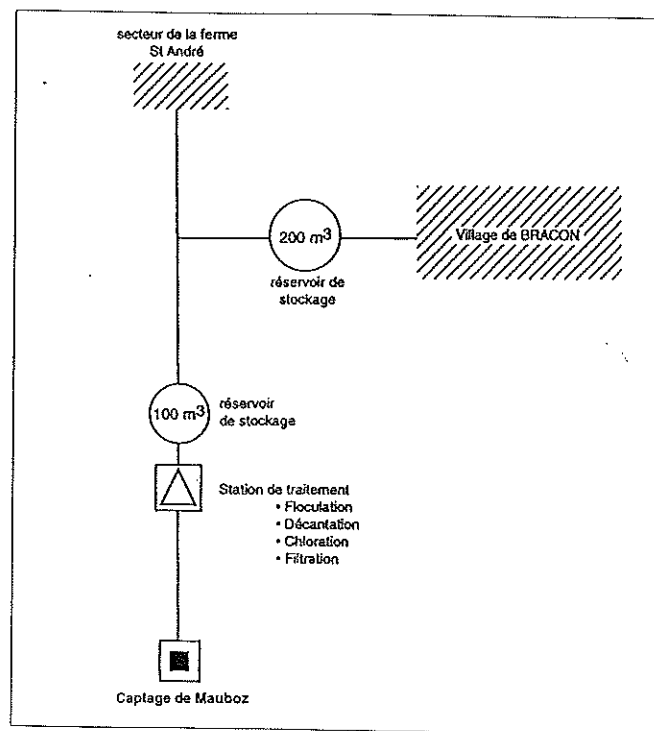 secteur de la ferme
St André
200 m³
Village de BRACON
réservoir de
stockage
100 m³
réservoir
de stockage
Station de traitement
• Floculation
• Décantation
• Chloration
• Filtration
Captage de Mauboz